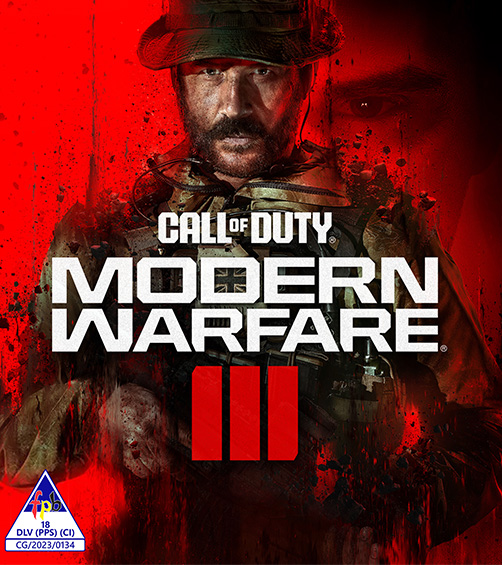 CALL OF DUTY®
MODERN
WARFARE®
III
fpb
18
DLV (PPS) (CI)
CG/2023/0134